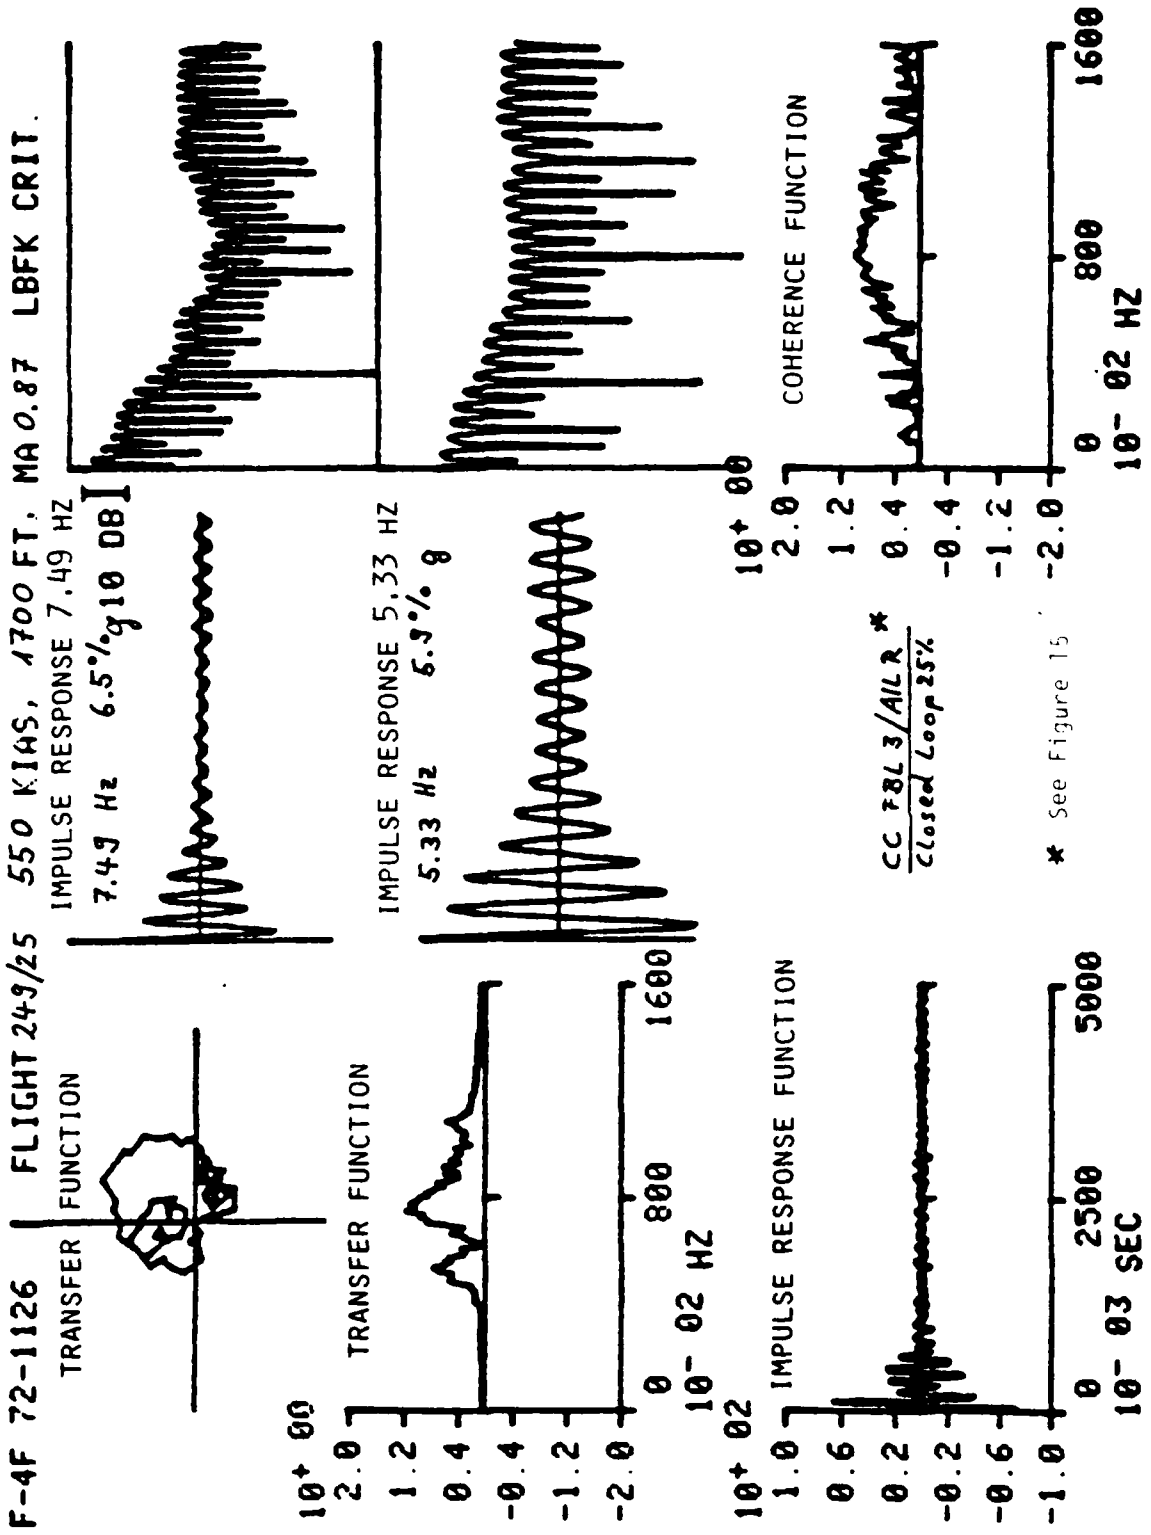 F-4F 72-1126 FLIGHT 249/25 550 KIAS, 1700 FT, MA 0.87 LBFK CRIT.
TRANSFER FUNCTION
IMPULSE RESPONSE 7.49 HZ
7.49 Hz 6.5% g 10 DB
TRANSFER FUNCTION
10+ 00
2.0
1.2
0.4
-0.4
-1.2
-2.0
0 800 1600
10- 02 HZ
IMPULSE RESPONSE 5.33 HZ
5.33 Hz 6.9% g
IMPULSE RESPONSE FUNCTION
10+ 02
1.0
0.6
0.2
-0.2
-0.6
-1.0
0 2500 5000
10- 03 SEC
CC FBL 3/AIL R *
Closed Loop 25%
* See Figure 15
COHERENCE FUNCTION
10+ 00
2.0
1.2
0.4
-0.4
-1.2
-2.0
0 800 1600
10- 02 HZ